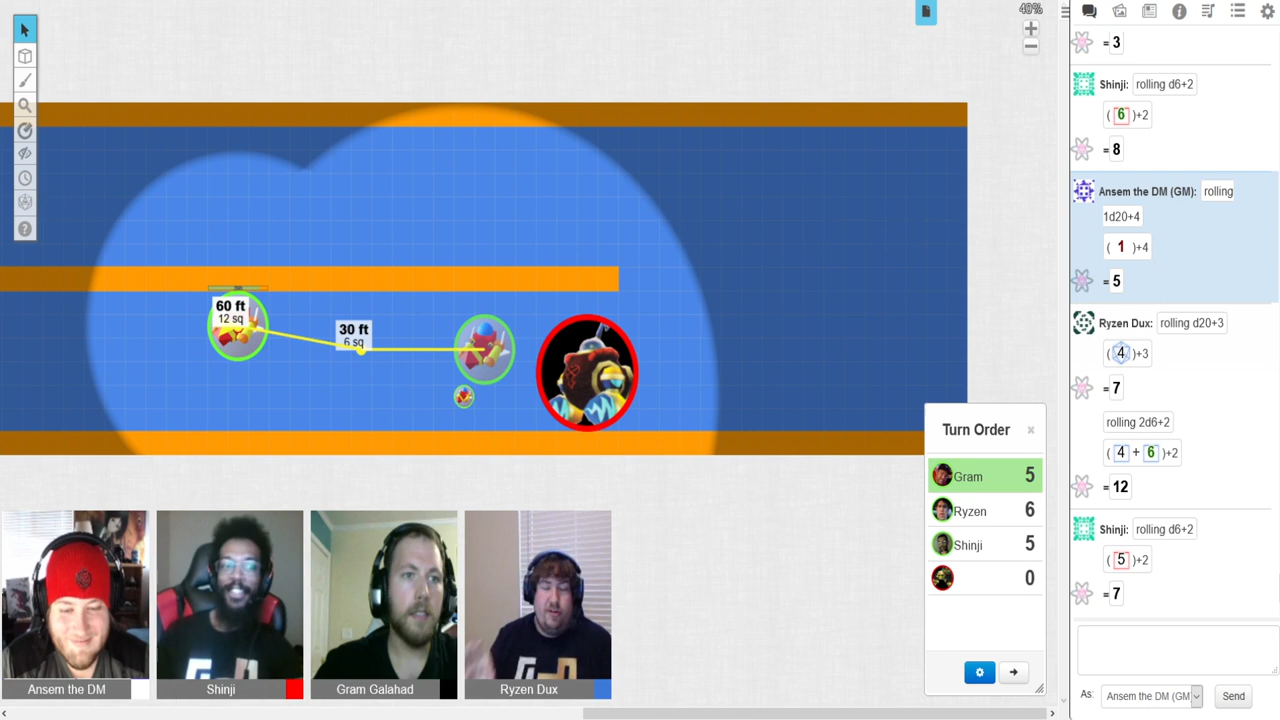 40%
60 ft
12 sq
30 ft
6 sq
Turn Order ×
Gram 5
Ryzen 6
Shinji 5
0
Ansem the DM
Shinji
Gram Galahad
Ryzen Dux
= 3
Shinji: rolling d6+2
( 6 )+2
= 8
Ansem the DM (GM): rolling
1d20+4
( 1 )+4
= 5
Ryzen Dux: rolling d20+3
( 4 )+3
= 7
rolling 2d6+2
( 4 + 6 )+2
= 12
Shinji: rolling d6+2
( 5 )+2
= 7
As: Ansem the DM (GM
Send